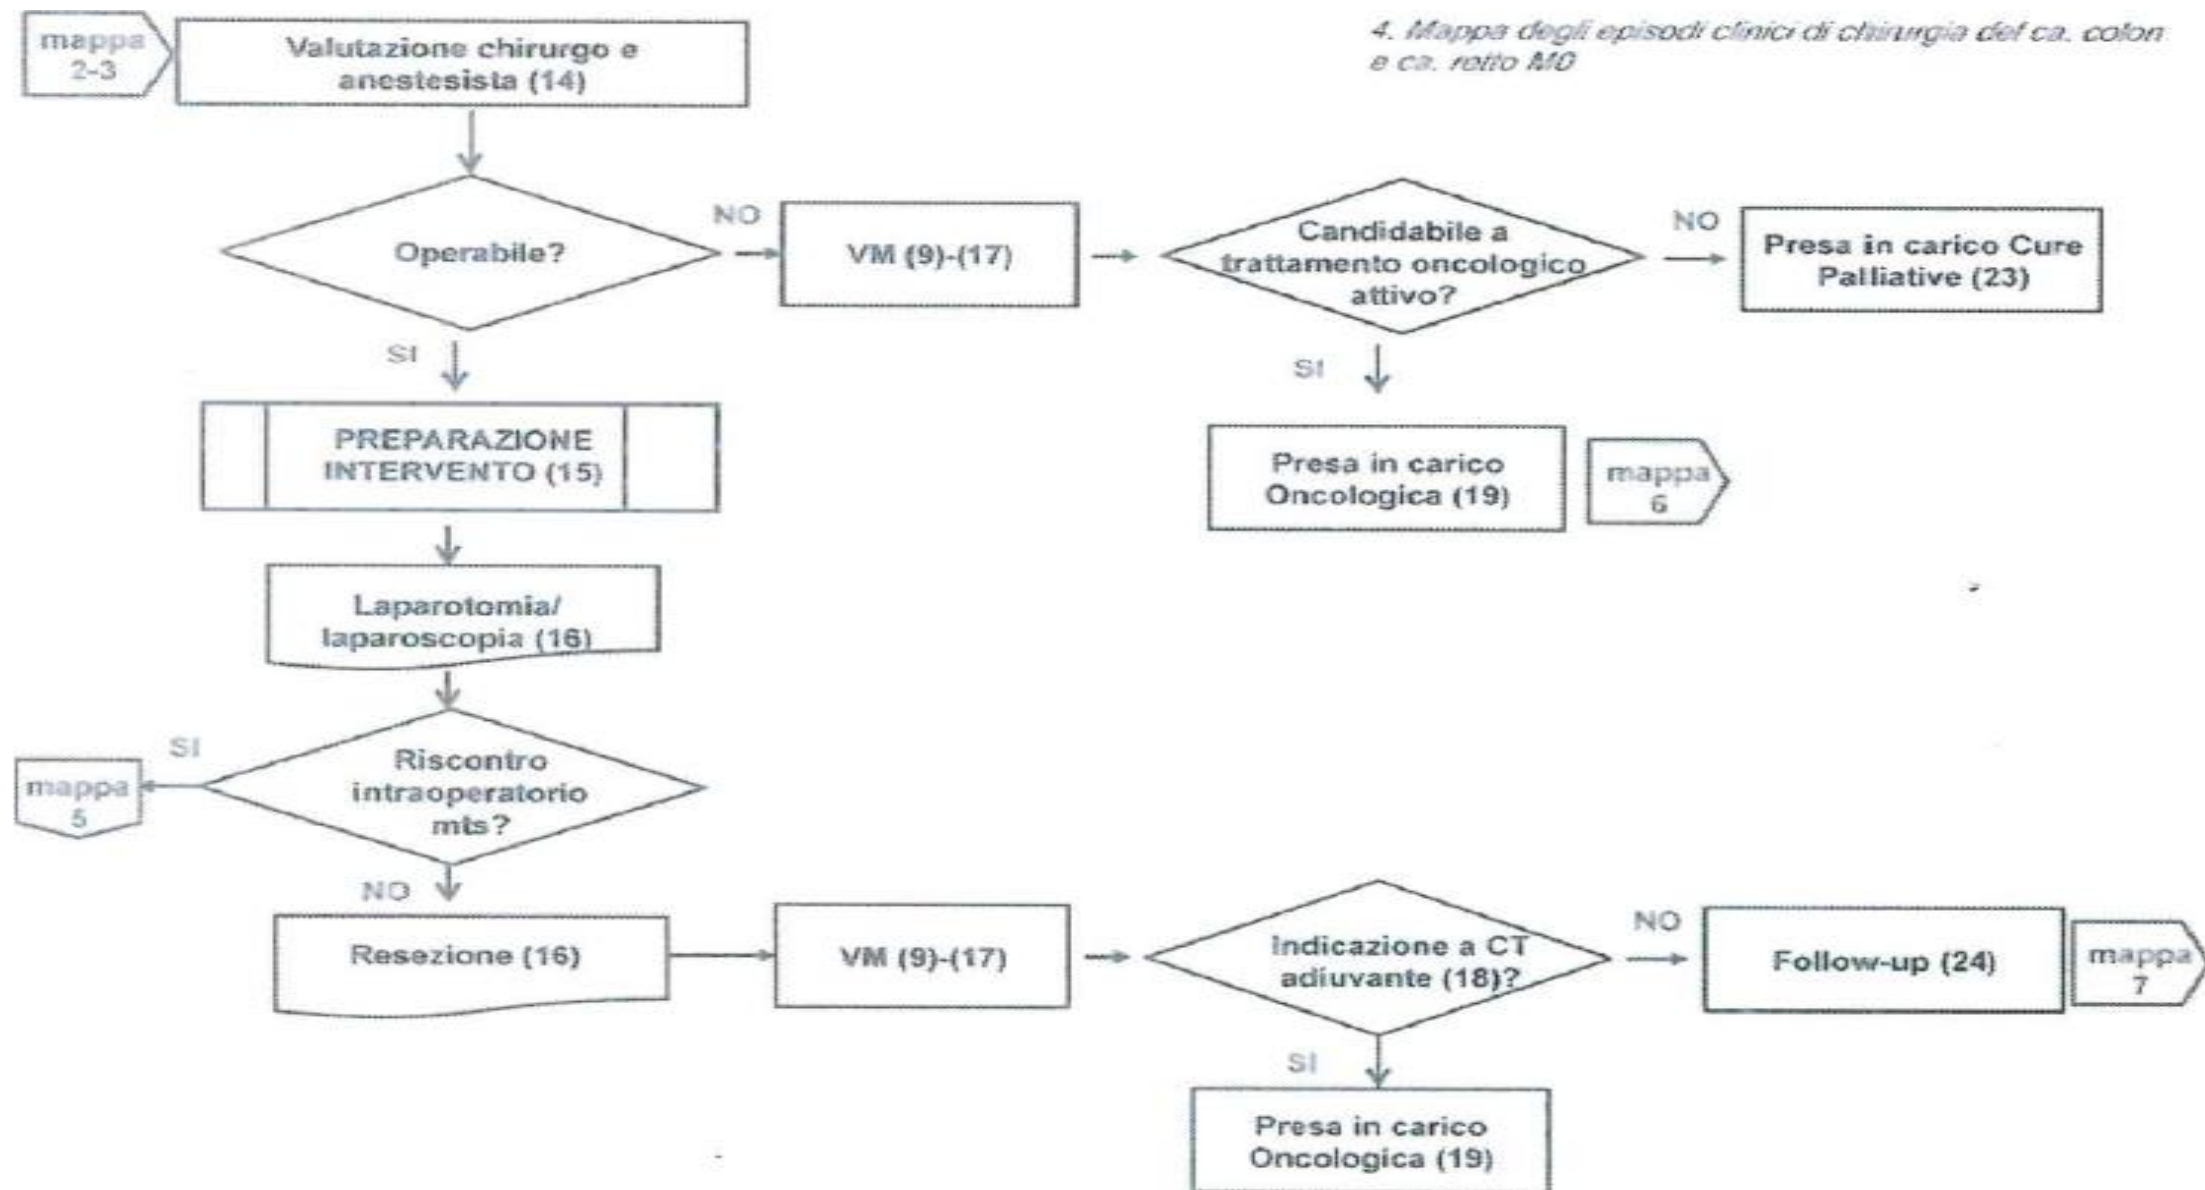 4. Mappa degli episodi clinici di chirurgia del ca. colon
e ca. retto M0
mappa
2-3
Valutazione chirurgo e
anestesista (14)
Operabile?
NO
VM (9)-(17)
Candidabile a
trattamento oncologico
attivo?
NO
Presa in carico Cure
Palliative (23)
SI
SI
PREPARAZIONE
INTERVENTO (15)
Presa in carico
Oncologica (19)
mappa
6
Laparotomia/
laparoscopia (16)
Riscontro
intraoperatorio
mts?
SI
mappa
5
NO
Resezione (16)
VM (9)-(17)
Indicazione a CT
adiuvante (18)?
NO
Follow-up (24)
mappa
7
SI
Presa in carico
Oncologica (19)